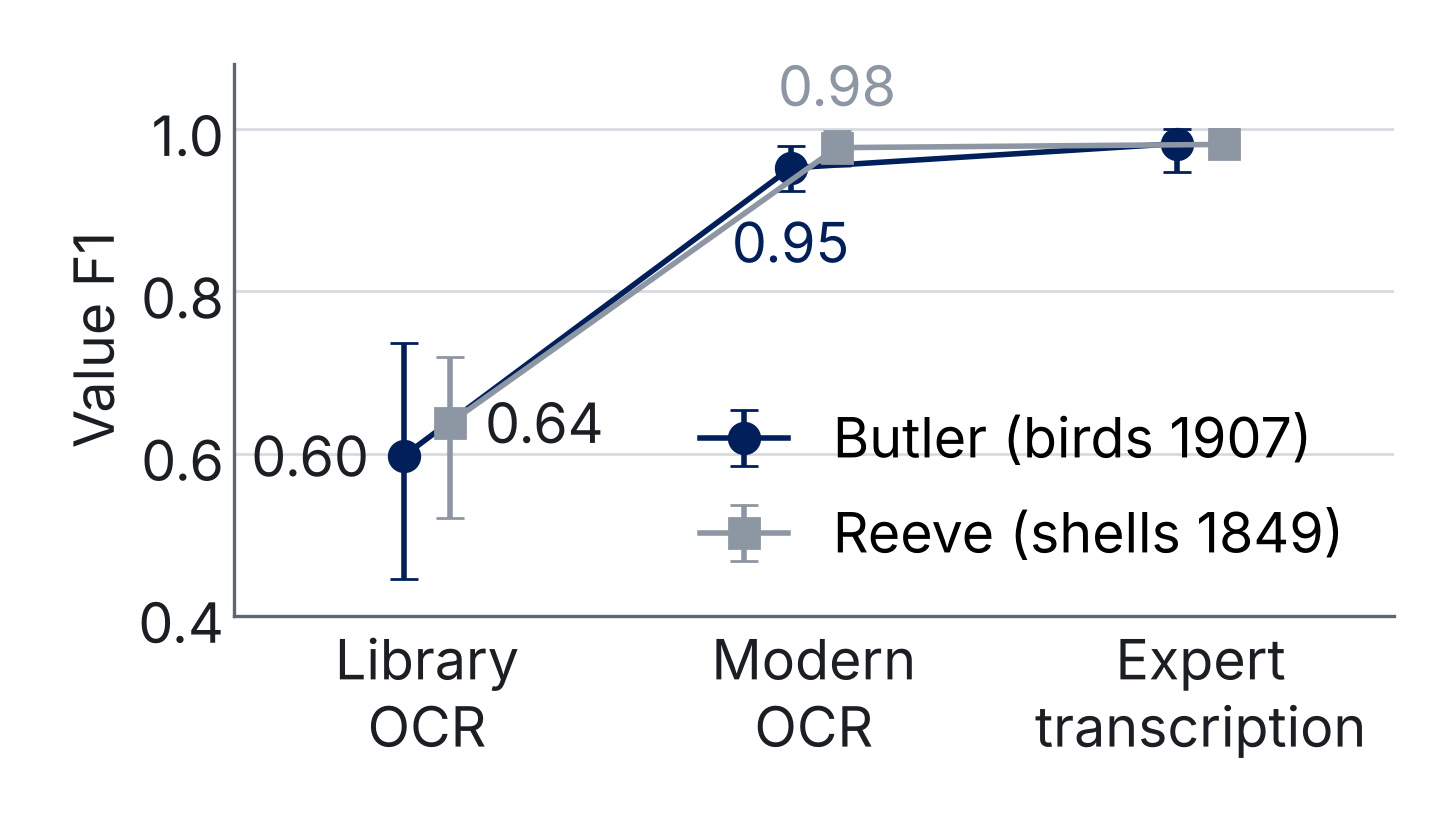 0.98
1.0
0.95
0.8
Value F1
0.64
0.60
0.6
0.4
Butler (birds 1907)
Reeve (shells 1849)
Library
OCR
Modern
OCR
Expert
transcription